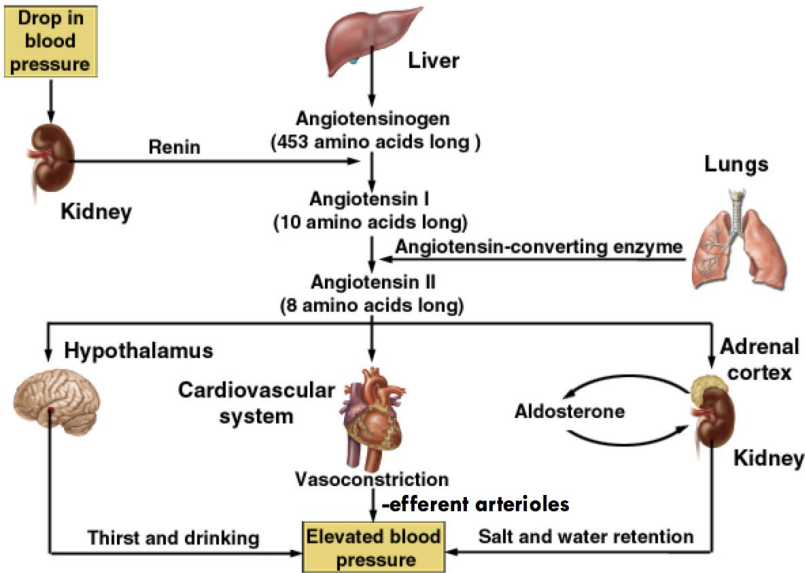 Drop in
blood
pressure
Liver
Angiotensinogen
(453 amino acids long )
Renin
Kidney
Lungs
Angiotensin I
(10 amino acids long)
Angiotensin-converting enzyme
Angiotensin II
(8 amino acids long)
Hypothalamus
Cardiovascular
system
Adrenal
cortex
Aldosterone
Kidney
Vasoconstriction
-efferent arterioles
Thirst and drinking
Elevated blood
pressure
Salt and water retention